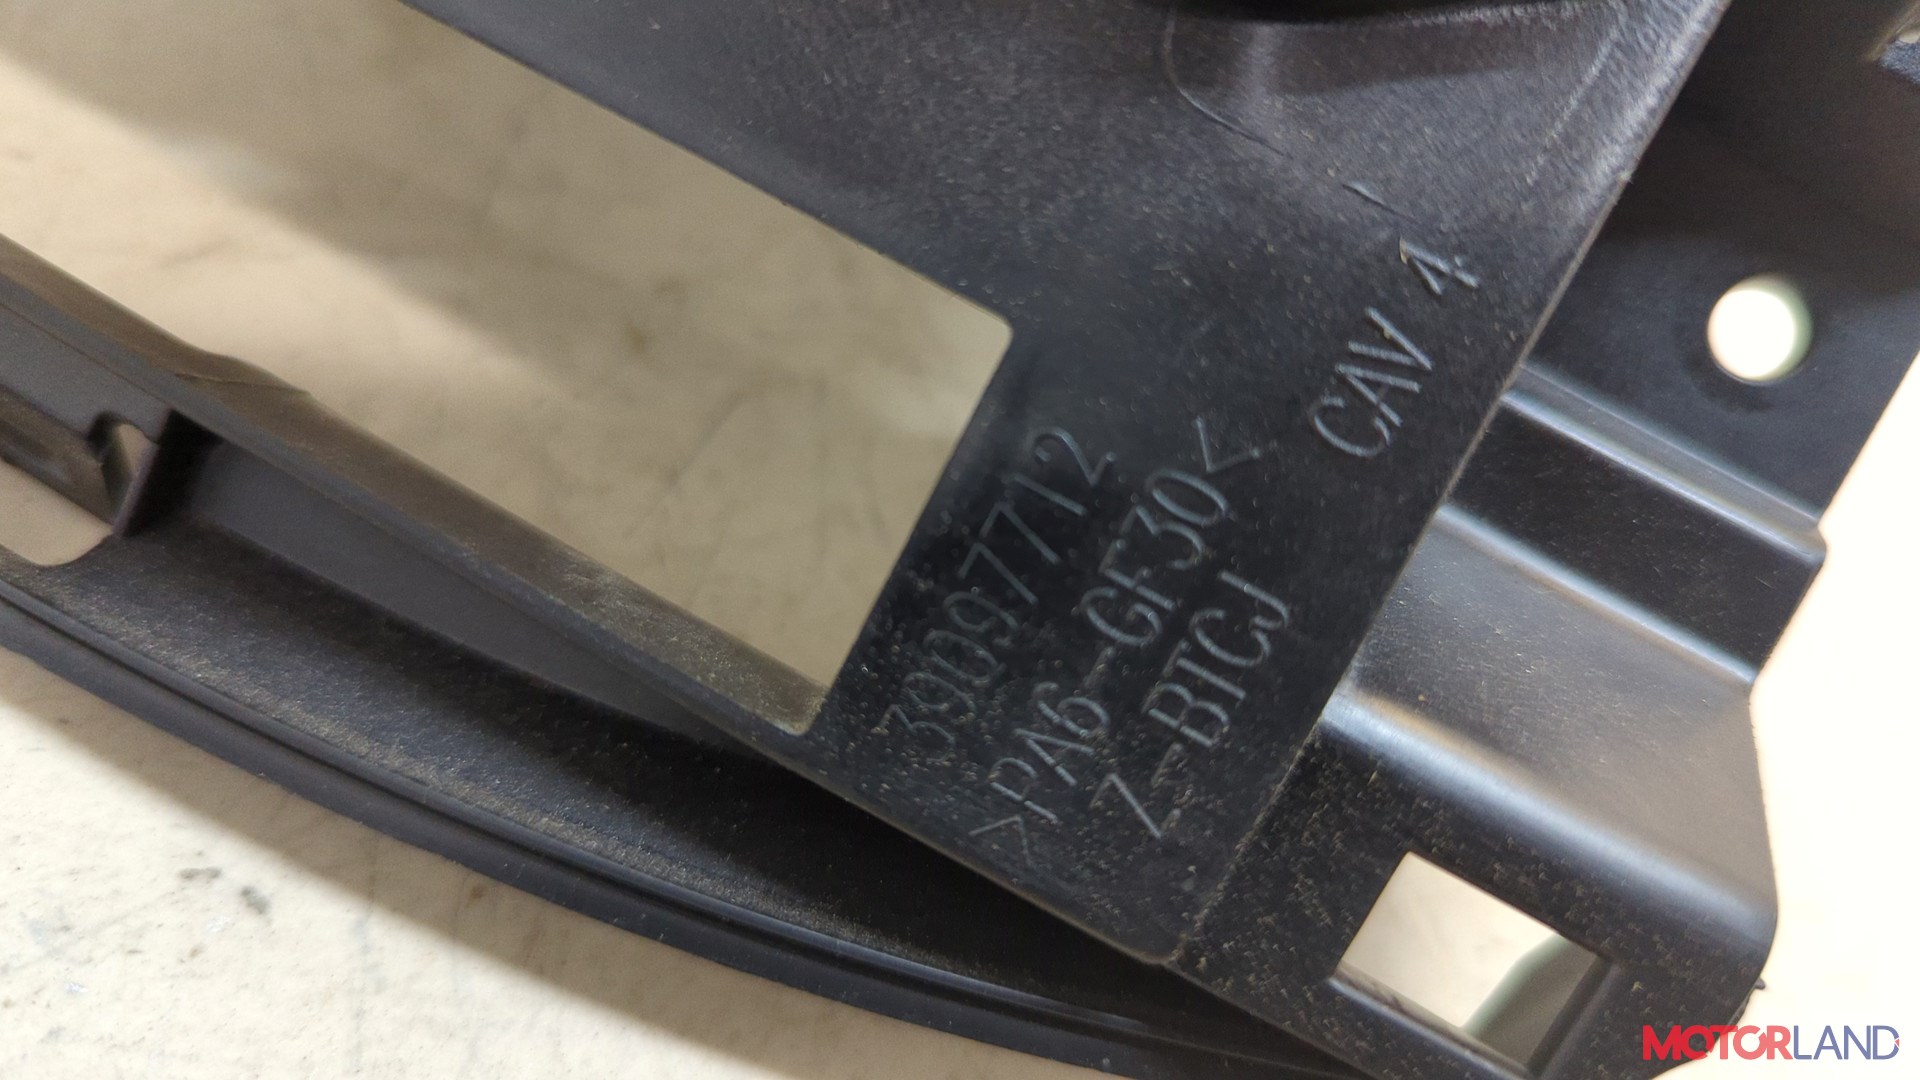 39097712
>PA6-GF30<
Z-BTCJ
CAV 4
MOTORLAND